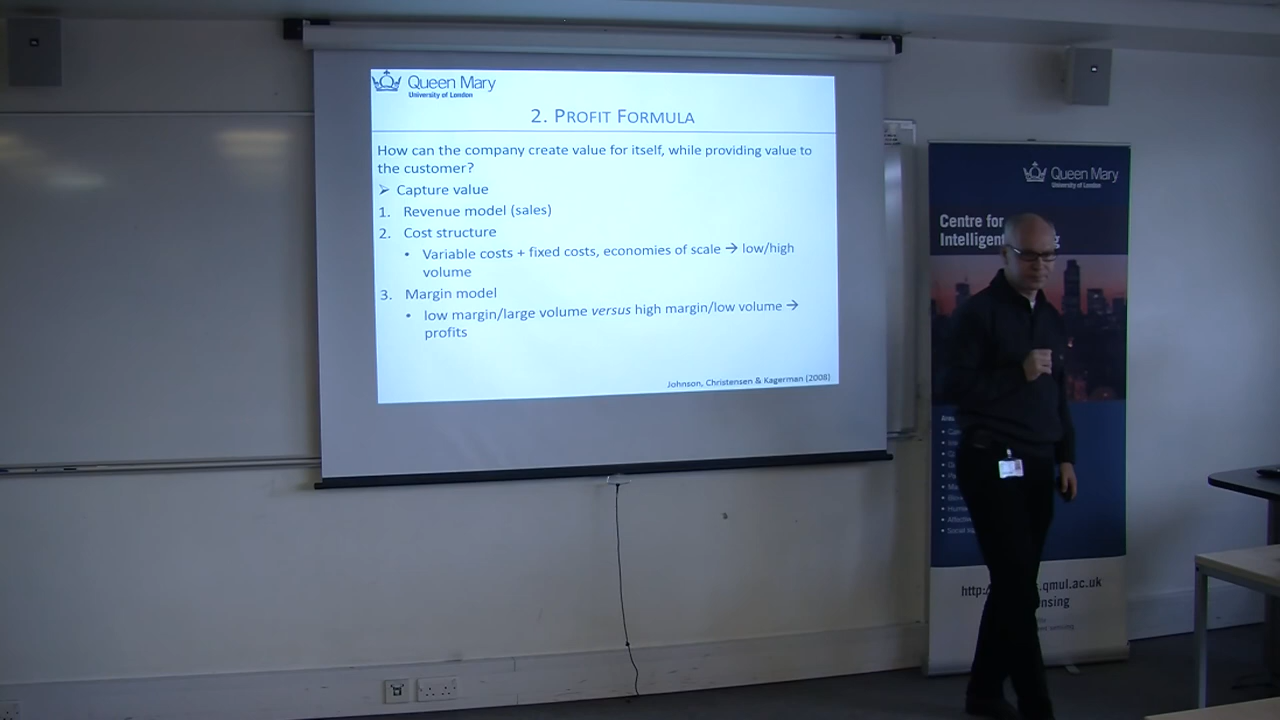 Queen Mary
University of London
2. PROFIT FORMULA
How can the company create value for itself, while providing value to
the customer?
➢ Capture value
1. Revenue model (sales)
2. Cost structure
• Variable costs + fixed costs, economies of scale → low/high
volume
3. Margin model
• low margin/large volume versus high margin/low volume →
profits
Johnson, Christensen & Kagerman (2008)
Queen Mary
University of London
Centre for
Intelligent
http:
.qmul.ac.uk